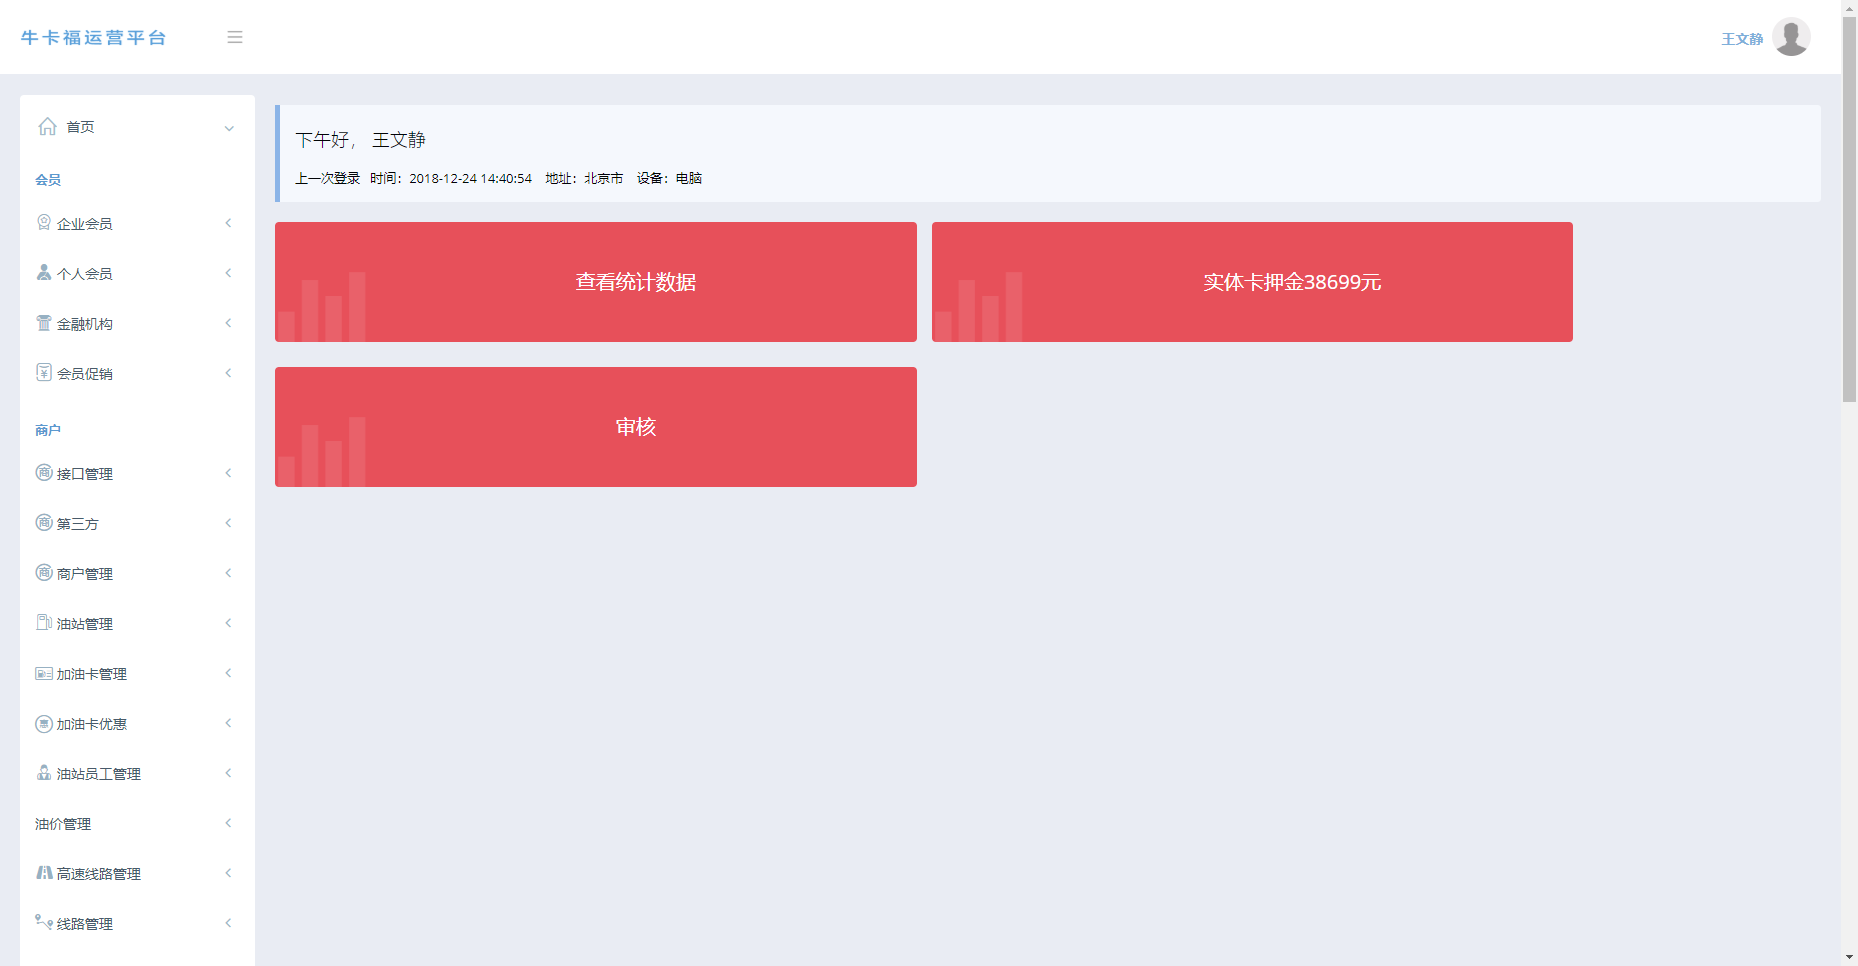 牛卡福运营平台
王文静
首页
会员
企业会员
个人会员
金融机构
会员促销
商户
接口管理
第三方
商户管理
油站管理
加油卡管理
加油卡优惠
油站员工管理
油价管理
高速线路管理
线路管理
下午好， 王文静
上一次登录 时间：2018-12-24 14:40:54 地址：北京市 设备：电脑
查看统计数据
实体卡押金38699元
审核